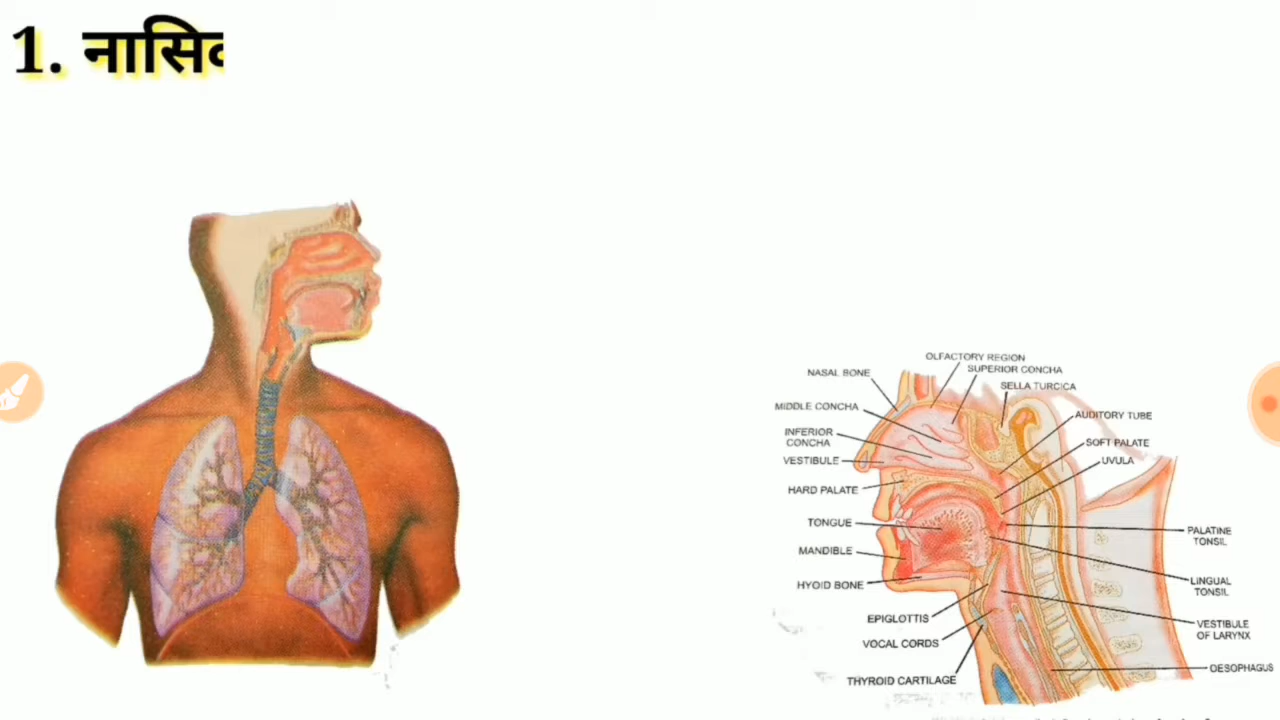 1. नासि
OLFACTORY REGION
SUPERIOR CONCHA
NASAL BONE
SELLA TURCICA
MIDDLE CONCHA
AUDITORY TUBE
INFERIOR
CONCHA
SOFT PALATE
VESTIBULE
UVULA
HARD PALATE
TONGUE
PALATINE
TONSIL
MANDIBLE
HYOID BONE
LINGUAL
TONSIL
EPIGLOTTIS
VESTIBULE
OF LARYNX
VOCAL CORDS
OESOPHAGUS
THYROID CARTILAGE